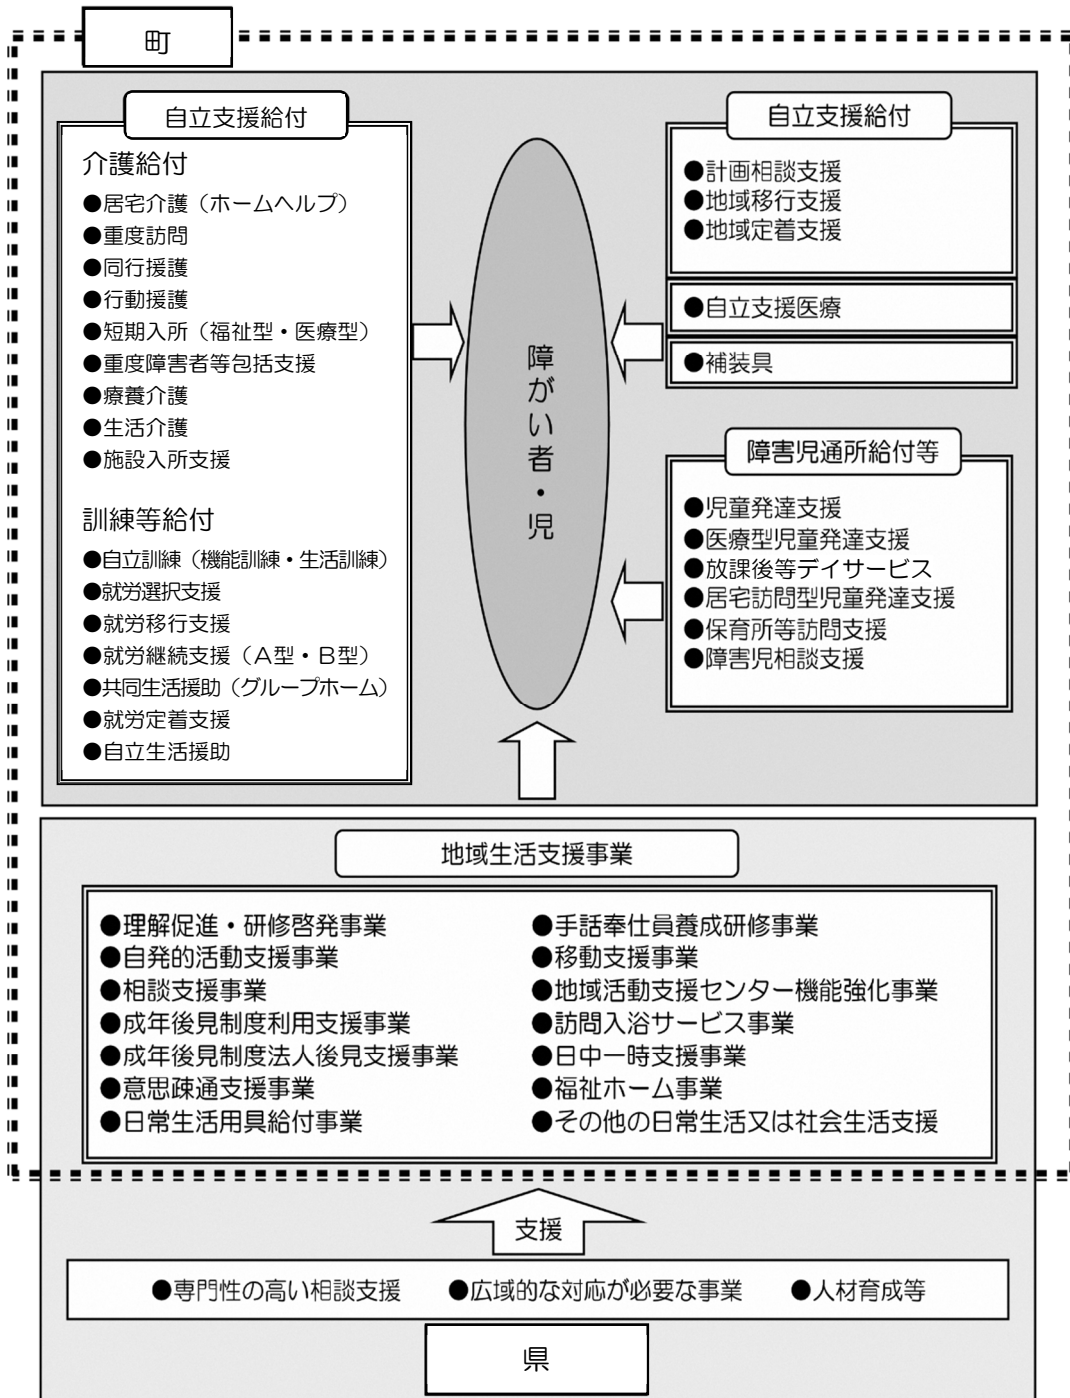 町
自立支援給付
介護給付
●居宅介護（ホームヘルプ）
●重度訪問
●同行援護
●行動援護
●短期入所（福祉型・医療型）
●重度障害者等包括支援
●療養介護
●生活介護
●施設入所支援
訓練等給付
●自立訓練（機能訓練・生活訓練）
●就労選択支援
●就労移行支援
●就労継続支援（A型・B型）
●共同生活援助（グループホーム）
●就労定着支援
●自立生活援助
障がい者・児
自立支援給付
●計画相談支援
●地域移行支援
●地域定着支援
●自立支援医療
●補装具
障害児通所給付等
●児童発達支援
●医療型児童発達支援
●放課後等デイサービス
●居宅訪問型児童発達支援
●保育所等訪問支援
●障害児相談支援
地域生活支援事業
●理解促進・研修啓発事業
●自発的活動支援事業
●相談支援事業
●成年後見制度利用支援事業
●成年後見制度法人後見支援事業
●意思疎通支援事業
●日常生活用具給付事業
●手話奉仕員養成研修事業
●移動支援事業
●地域活動支援センター機能強化事業
●訪問入浴サービス事業
●日中一時支援事業
●福祉ホーム事業
●その他の日常生活又は社会生活支援
支援
●専門性の高い相談支援　●広域的な対応が必要な事業　●人材育成等
県